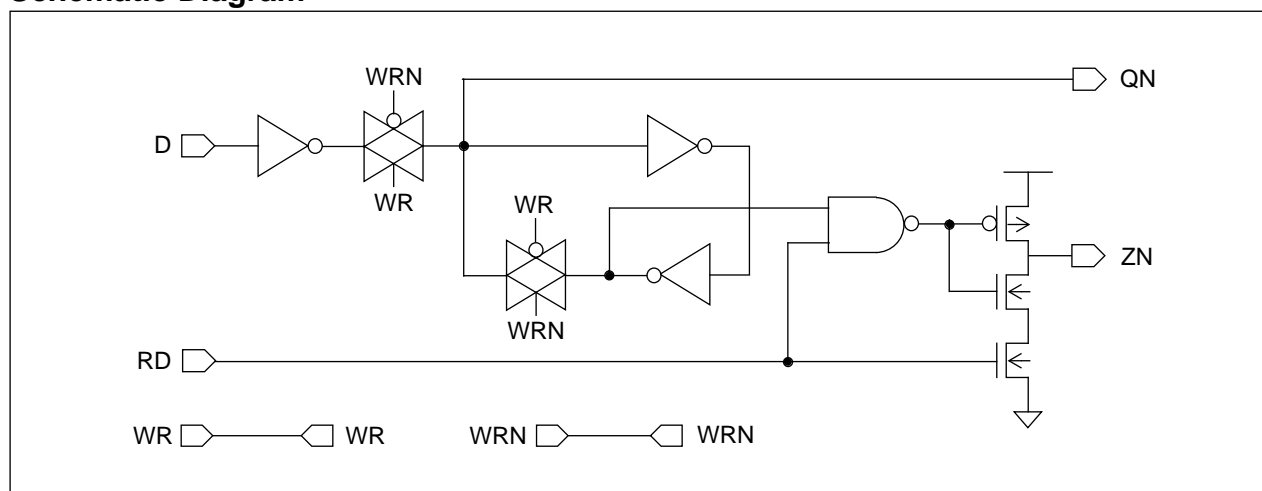 Schematic Diagram
WRN
QN
D
WR
WR
ZN
WRN
RD
WR WR WRN WRN